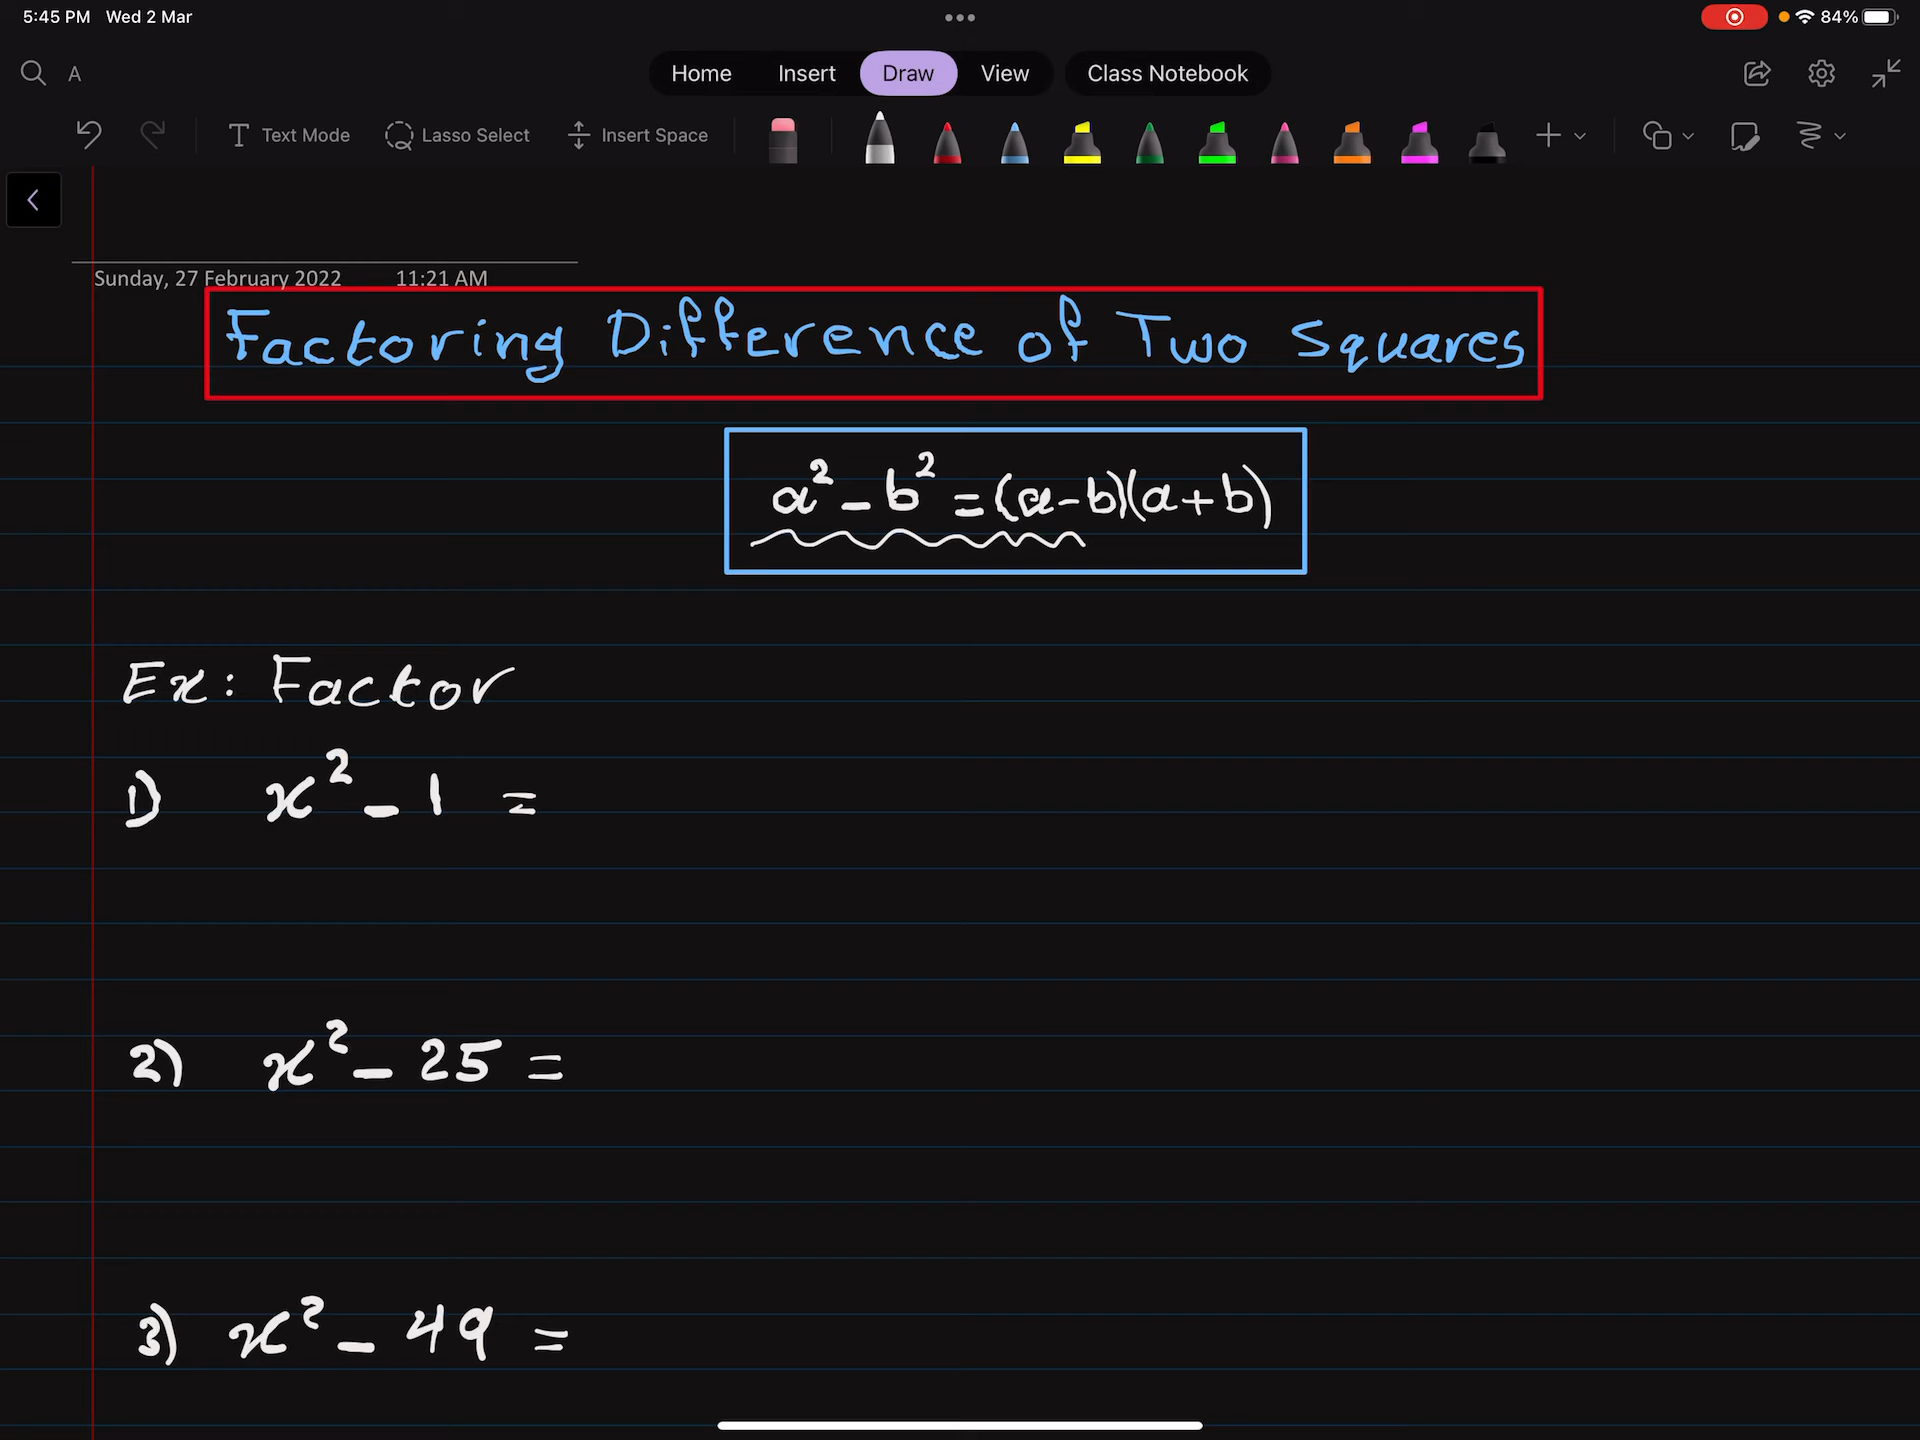 5:45 PM Wed 2 Mar 84%
A Home Insert Draw View Class Notebook
Text Mode Lasso Select Insert Space
Sunday, 27 February 2022 11:21 AM
Factoring Difference of Two Squares
a² - b² = (a-b)(a+b)
Ex: Factor
1) x² - 1 =
2) x² - 25 =
3) x² - 49 =